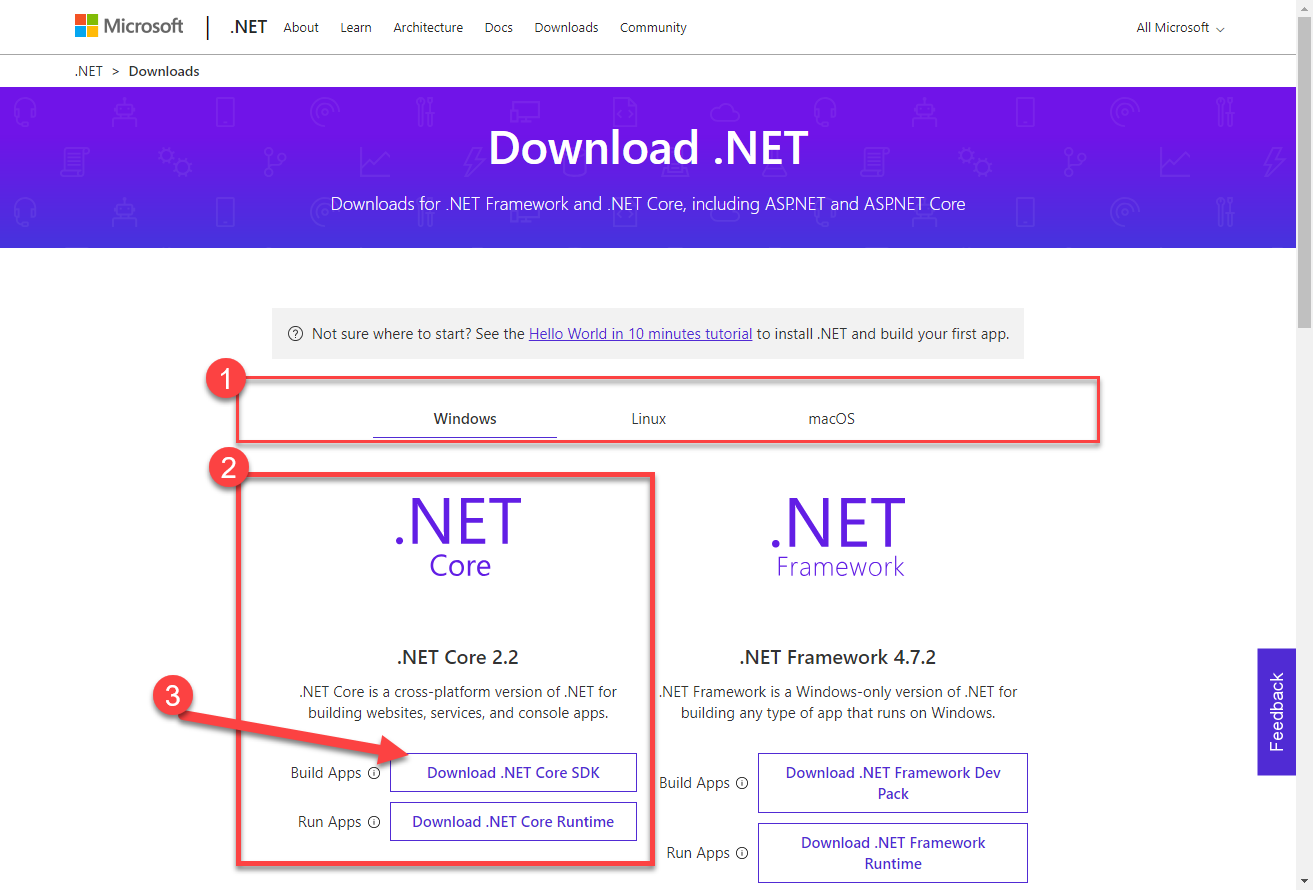 Microsoft | .NET About Learn Architecture Docs Downloads Community All Microsoft
.NET > Downloads
Download .NET
Downloads for .NET Framework and .NET Core, including ASP.NET and ASP.NET Core
Not sure where to start? See the Hello World in 10 minutes tutorial to install .NET and build your first app.
1
Windows Linux macOS
2
.NET
Core
.NET Core 2.2
.NET Core is a cross-platform version of .NET for
building websites, services, and console apps.
3
Build Apps Download .NET Core SDK
Run Apps Download .NET Core Runtime
.NET
Framework
.NET Framework 4.7.2
.NET Framework is a Windows-only version of .NET for
building any type of app that runs on Windows.
Build Apps Download .NET Framework Dev
Pack
Run Apps Download .NET Framework
Runtime
Feedback